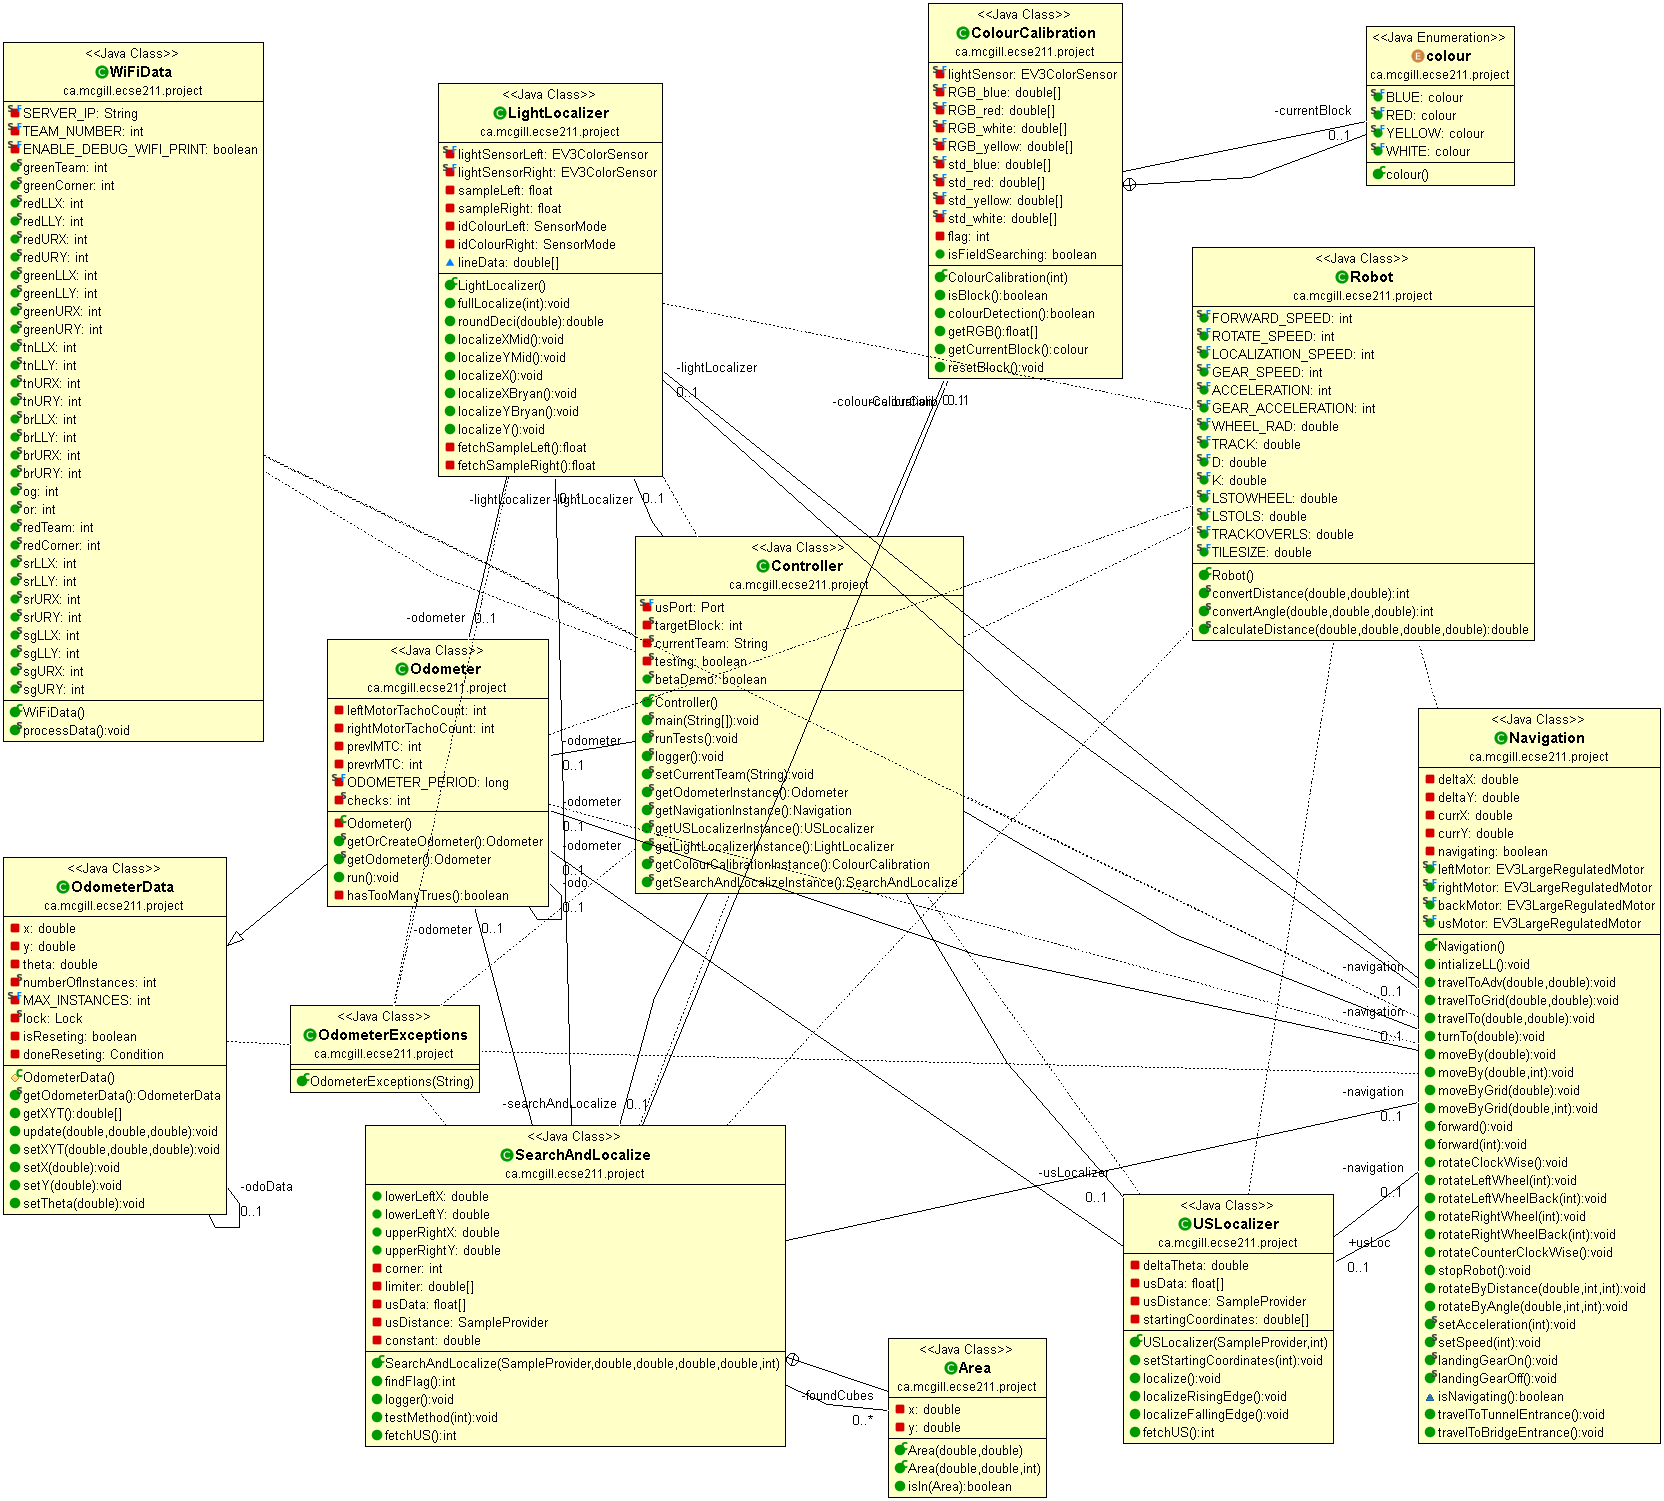 <<Java Class>>
WiFiData
ca.mcgill.ecse211.project
SERVER_IP: String
TEAM_NUMBER: int
ENABLE_DEBUG_WIFI_PRINT: boolean
greenTeam: int
greenCorner: int
redLLX: int
redLLY: int
redURX: int
redURY: int
greenLLX: int
greenLLY: int
greenURX: int
greenURY: int
tnLLX: int
tnLLY: int
tnURX: int
tnURY: int
brLLX: int
brLLY: int
brURX: int
brURY: int
og: int
or: int
redTeam: int
redCorner: int
srLLX: int
srLLY: int
srURX: int
srURY: int
sgLLX: int
sgLLY: int
sgURX: int
sgURY: int
WiFiData()
processData():void
<<Java Class>>
LightLocalizer
ca.mcgill.ecse211.project
lightSensorLeft: EV3ColorSensor
lightSensorRight: EV3ColorSensor
sampleLeft: float
sampleRight: float
idColourLeft: SensorMode
idColourRight: SensorMode
lineData: double[]
LightLocalizer()
fullLocalize(int):void
roundDeci(double):double
localizeXMid():void
localizeYMid():void
localizeX():void
localizeXBryan():void
localizeYBryan():void
localizeY():void
fetchSampleLeft():float
fetchSampleRight():float
<<Java Class>>
ColourCalibration
ca.mcgill.ecse211.project
lightSensor: EV3ColorSensor
RGB_blue: double[]
RGB_red: double[]
RGB_white: double[]
RGB_yellow: double[]
std_blue: double[]
std_red: double[]
std_yellow: double[]
std_white: double[]
flag: int
isFieldSearching: boolean
ColourCalibration(int)
isBlock():boolean
colourDetection():boolean
getRGB():float[]
getCurrentBlock():colour
resetBlock():void
-currentBlock
0..1
<<Java Enumeration>>
colour
ca.mcgill.ecse211.project
BLUE: colour
RED: colour
YELLOW: colour
WHITE: colour
colour()
<<Java Class>>
Robot
ca.mcgill.ecse211.project
FORWARD_SPEED: int
ROTATE_SPEED: int
LOCALIZATION_SPEED: int
GEAR_SPEED: int
ACCELERATION: int
GEAR_ACCELERATION: int
WHEEL_RAD: double
TRACK: double
D: double
K: double
LSTOWHEEL: double
LSTOLS: double
TRACKOVERLS: double
TILESIZE: double
Robot()
convertDistance(double,double):int
convertAngle(double,double,double):int
calculateDistance(double,double,double,double):double
-lightLocalizer
0..1
-lightLocalizer
-lightLocalizer
0..1
<<Java Class>>
Controller
ca.mcgill.ecse211.project
usPort: Port
targetBlock: int
currentTeam: String
testing: boolean
betaDemo: boolean
Controller()
main(String[]):void
runTests():void
logger():void
setCurrentTeam(String):void
getOdometerInstance():Odometer
getNavigationInstance():Navigation
getUSLocalizerInstance():USLocalizer
getLightLocalizerInstance():LightLocalizer
getColourCalibrationInstance():ColourCalibration
getSearchAndLocalizeInstance():SearchAndLocalize
-odometer
0..1
<<Java Class>>
Odometer
ca.mcgill.ecse211.project
leftMotorTachoCount: int
rightMotorTachoCount: int
prevlMTC: int
prevrMTC: int
ODOMETER_PERIOD: long
checks: int
Odometer()
getOrCreateOdometer():Odometer
getOdometer():Odometer
run():void
hasTooManyTrues():boolean
-odometer
0..1
-odometer
0..1
-odometer
0..1
-odo
0..1
-odometer
0..1
<<Java Class>>
OdometerData
ca.mcgill.ecse211.project
x: double
y: double
theta: double
numberOfInstances: int
MAX_INSTANCES: int
lock: Lock
isReseting: boolean
doneReseting: Condition
OdometerData()
getOdometerData():OdometerData
getXYT():double[]
update(double,double,double):void
setXYT(double,double,double):void
setX(double):void
setY(double):void
setTheta(double):void
-odoData
0..1
<<Java Class>>
OdometerExceptions
ca.mcgill.ecse211.project
OdometerExceptions(String)
-searchAndLocalize
0..1
<<Java Class>>
SearchAndLocalize
ca.mcgill.ecse211.project
lowerLeftX: double
lowerLeftY: double
upperRightX: double
upperRightY: double
corner: int
limiter: double[]
usData: float[]
usDistance: SampleProvider
constant: double
SearchAndLocalize(SampleProvider,double,double,double,double,int)
findFlag():int
logger():void
testMethod(int):void
fetchUS():int
-foundCubes
0..*
<<Java Class>>
Area
ca.mcgill.ecse211.project
x: double
y: double
Area(double,double)
Area(double,double,int)
isIn(Area):boolean
-usLocalizer
0..1
<<Java Class>>
USLocalizer
ca.mcgill.ecse211.project
deltaTheta: double
usData: float[]
usDistance: SampleProvider
startingCoordinates: double[]
USLocalizer(SampleProvider,int)
setStartingCoordinates(int):void
localize():void
localizeRisingEdge():void
localizeFallingEdge():void
fetchUS():int
-navigation
0..1
-navigation
0..1
-navigation
0..1
-navigation
0..1
+usLoc
0..1
<<Java Class>>
Navigation
ca.mcgill.ecse211.project
deltaX: double
deltaY: double
currX: double
currY: double
navigating: boolean
leftMotor: EV3LargeRegulatedMotor
rightMotor: EV3LargeRegulatedMotor
backMotor: EV3LargeRegulatedMotor
usMotor: EV3LargeRegulatedMotor
Navigation()
intializeLL():void
travelToAdv(double,double):void
travelToGrid(double,double):void
travelTo(double,double):void
turnTo(double):void
moveBy(double):void
moveBy(double,int):void
moveByGrid(double):void
moveByGrid(double,int):void
forward():void
forward(int):void
rotateClockWise():void
rotateLeftWheel(int):void
rotateLeftWheelBack(int):void
rotateRightWheel(int):void
rotateRightWheelBack(int):void
rotateCounterClockWise():void
stopRobot():void
rotateByDistance(double,int,int):void
rotateByAngle(double,int,int):void
setAcceleration(int):void
setSpeed(int):void
landingGearOn():void
landingGearOff():void
isNavigating():boolean
travelToTunnelEntrance():void
travelToBridgeEntrance():void